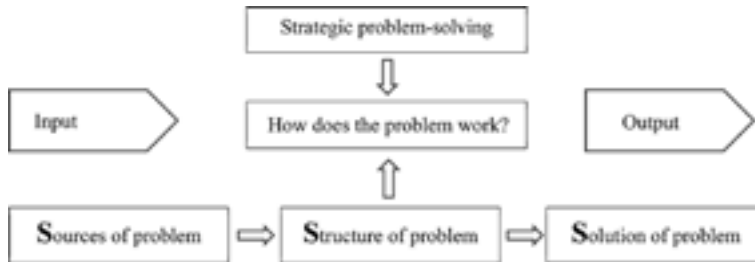 Strategic problem-solving
Input
How does the problem work?
Output
Sources of problem
Structure of problem
Solution of problem